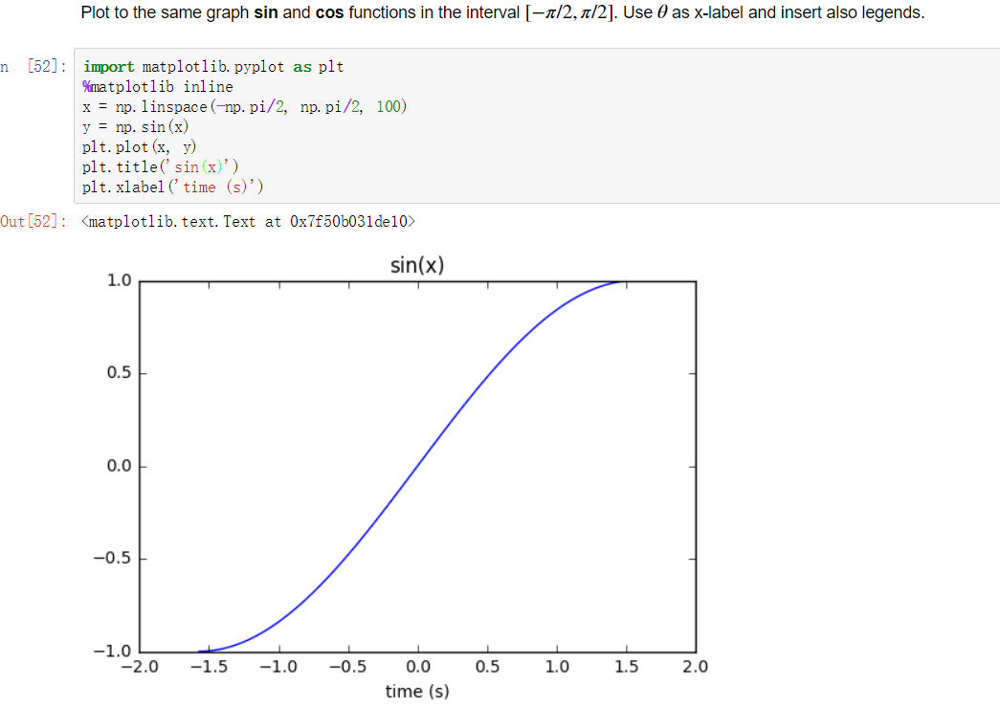 Plot to the same graph sin and cos functions in the interval [−π/2, π/2]. Use θ as x-label and insert also legends.
n [52]:
import matplotlib.pyplot as plt
%matplotlib inline
x = np.linspace(-np.pi/2, np.pi/2, 100)
y = np.sin(x)
plt.plot(x, y)
plt.title('sin(x)')
plt.xlabel('time (s)')
Out[52]: <matplotlib.text.Text at 0x7f50b031de10>
sin(x)
1.0
0.5
0.0
−0.5
−1.0
−2.0 −1.5 −1.0 −0.5 0.0 0.5 1.0 1.5 2.0
time (s)